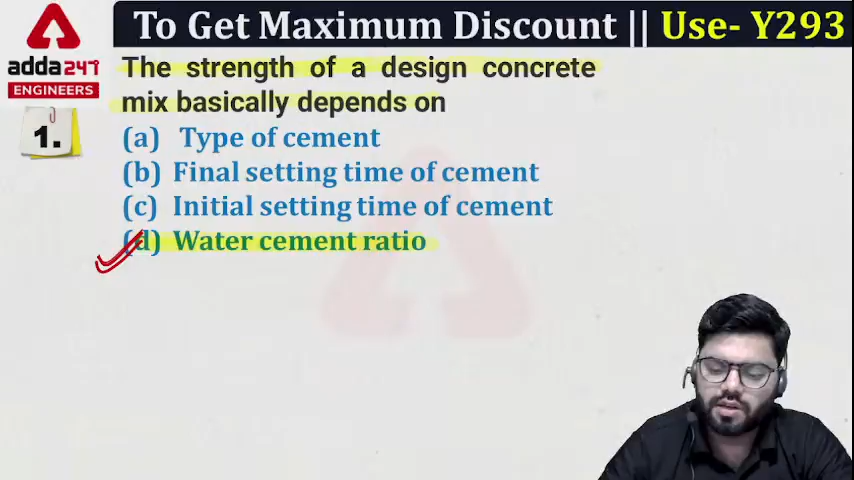 To Get Maximum Discount || Use- Y293
adda247
ENGINEERS
The strength of a design concrete
mix basically depends on
1.
(a) Type of cement
(b) Final setting time of cement
(c) Initial setting time of cement
(d) Water cement ratio